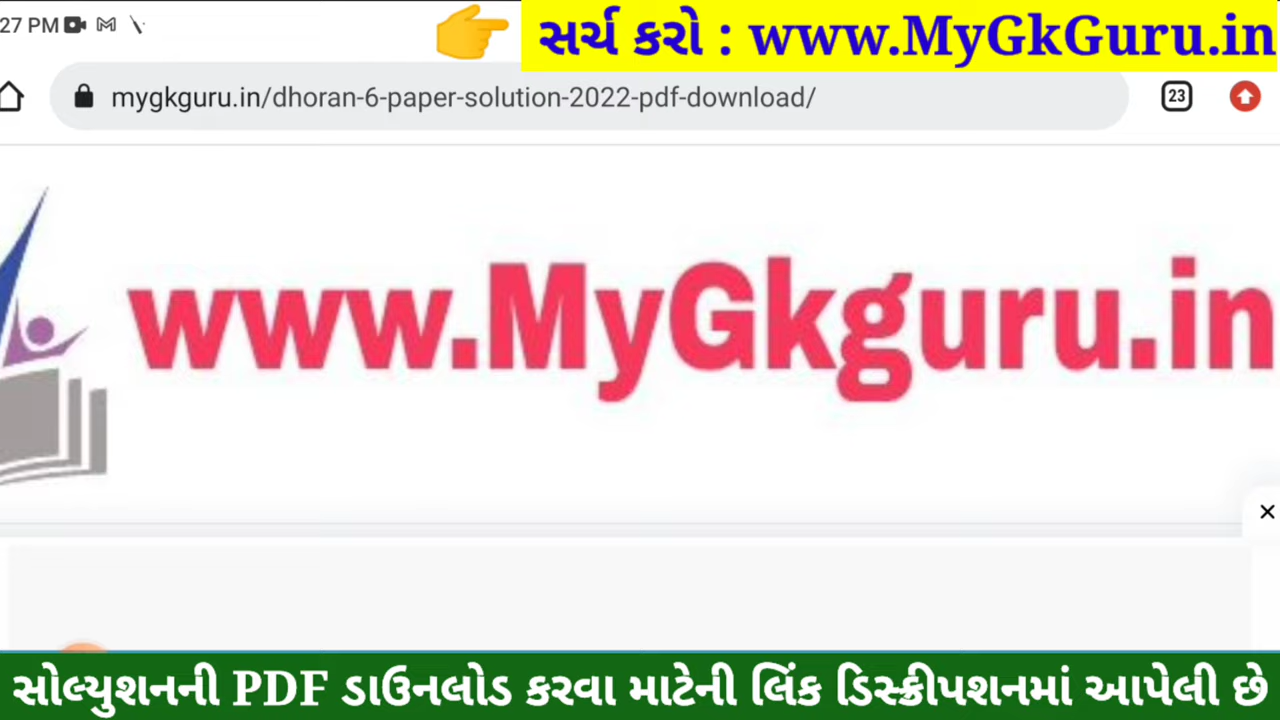 27 PM
સર્ચ કરો : www.MyGkGuru.in
mygkguru.in/dhoran-6-paper-solution-2022-pdf-download/
23
www.MyGkguru.in
સોલ્યુશનની PDF ડાઉનલોડ કરવા માટેની લિંક ડિસ્ક્રીપશનમાં આપેલી છે